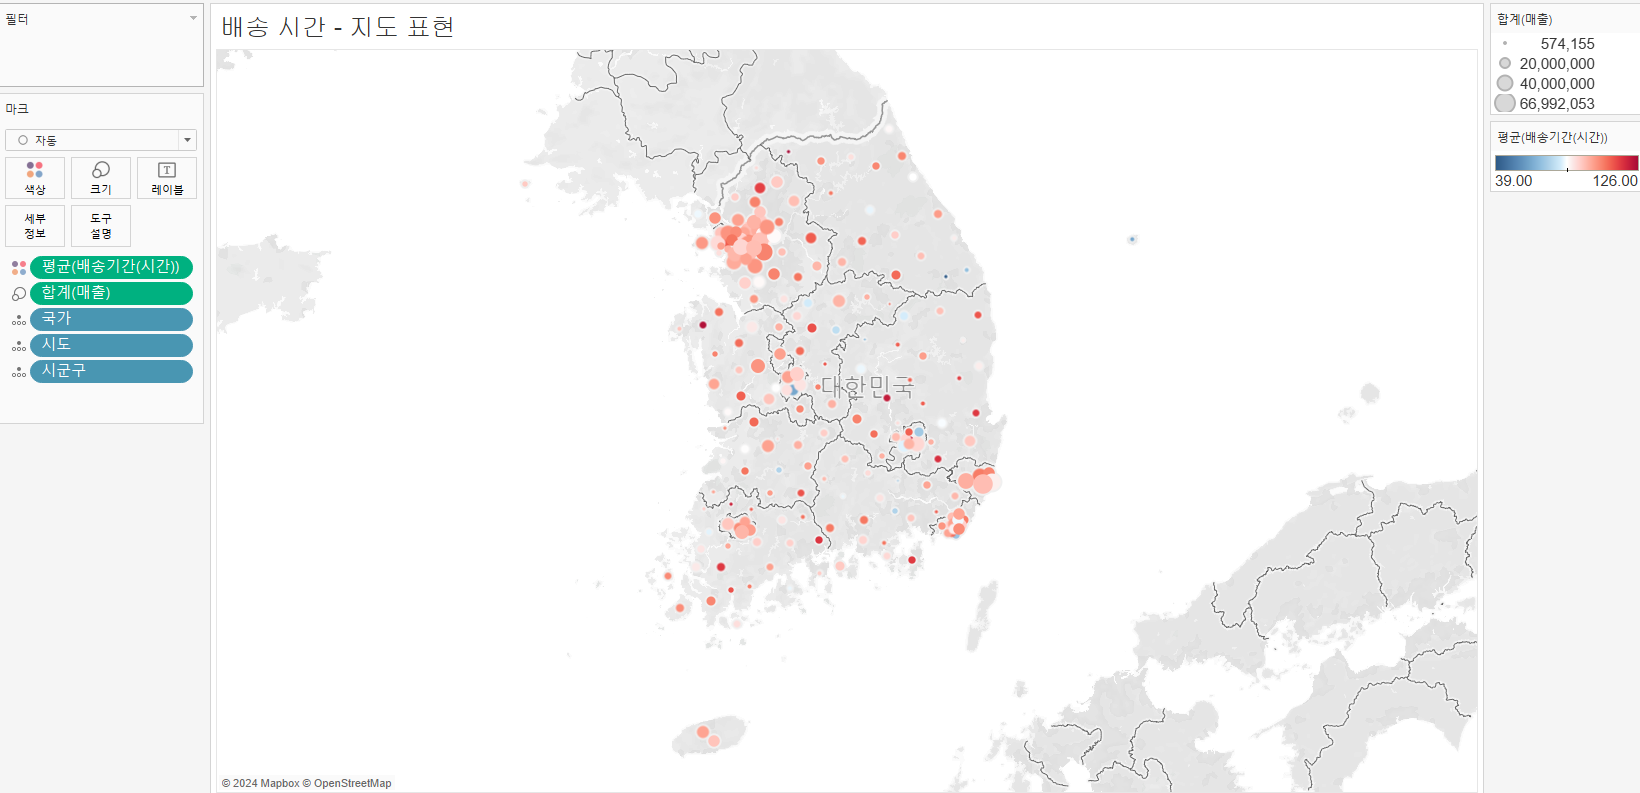 필터
마크
자동
색상
크기
레이블
세부
정보
도구
설명
평균(배송기간(시간))
합계(매출)
국가
시도
시군구
배송 시간 - 지도 표현
대한민국
© 2024 Mapbox © OpenStreetMap
합계(매출)
574,155
20,000,000
40,000,000
66,992,053
평균(배송기간(시간))
39.00 126.00